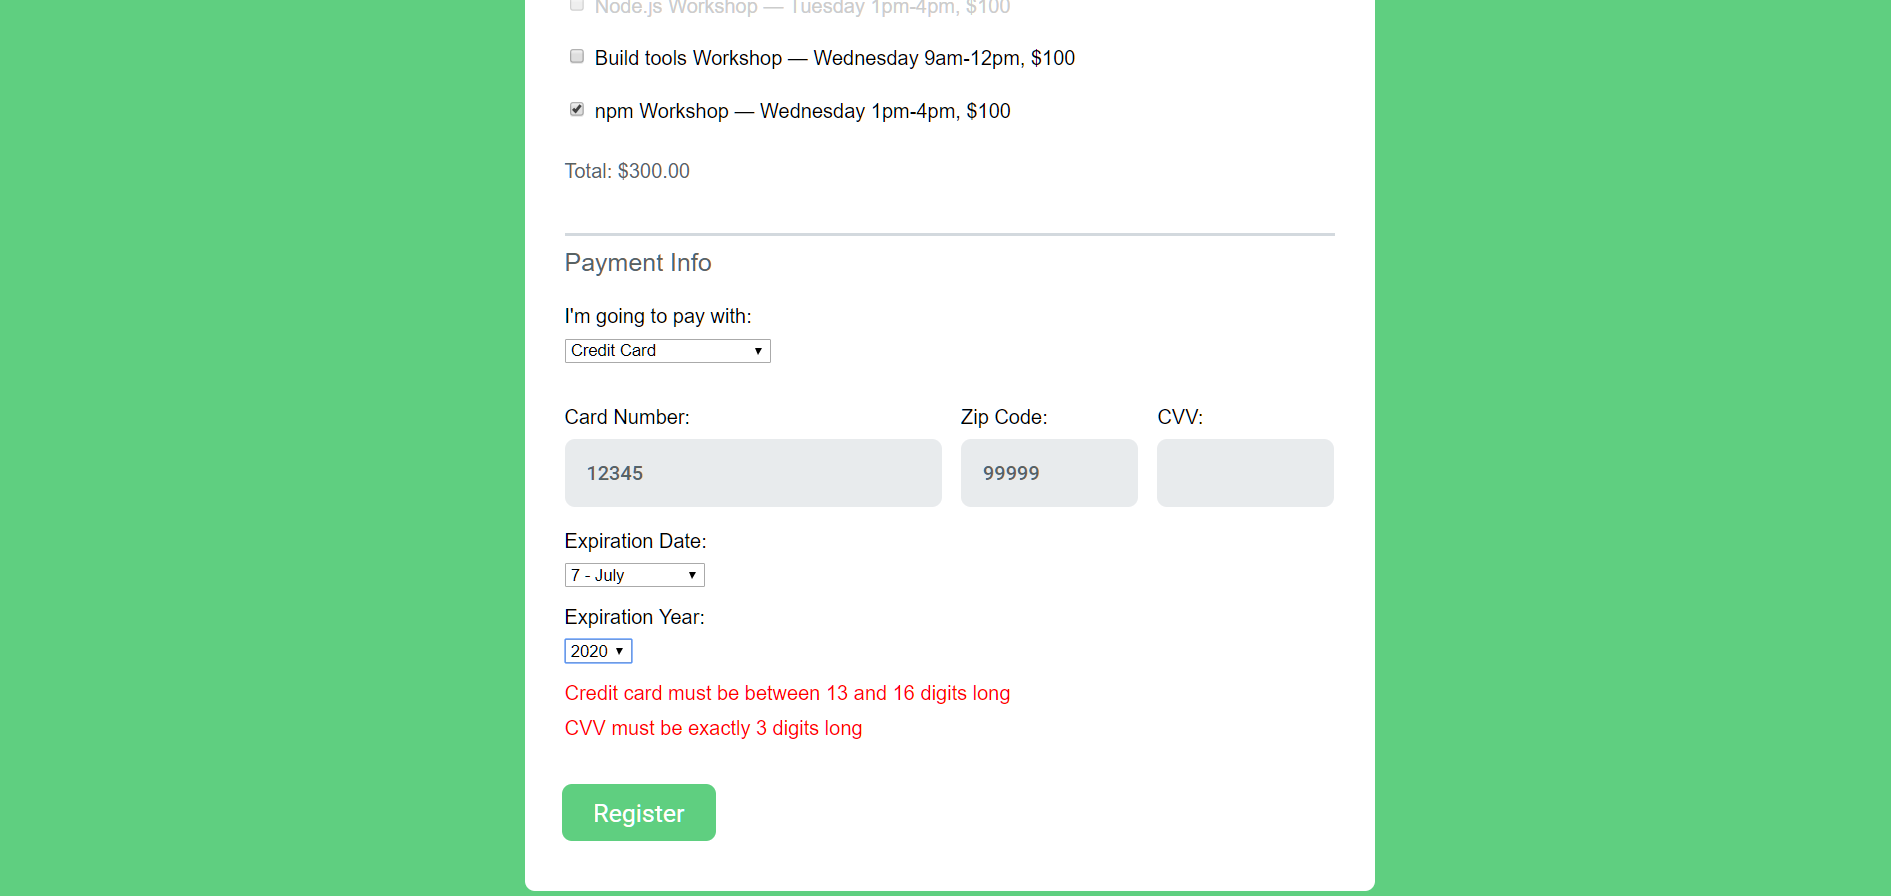 Node.js Workshop — Tuesday 1pm-4pm, $100
Build tools Workshop — Wednesday 9am-12pm, $100
npm Workshop — Wednesday 1pm-4pm, $100
Total: $300.00
Payment Info
I'm going to pay with:
Credit Card
Card Number: Zip Code: CVV:
12345 99999
Expiration Date:
7 - July
Expiration Year:
2020
Credit card must be between 13 and 16 digits long
CVV must be exactly 3 digits long
Register